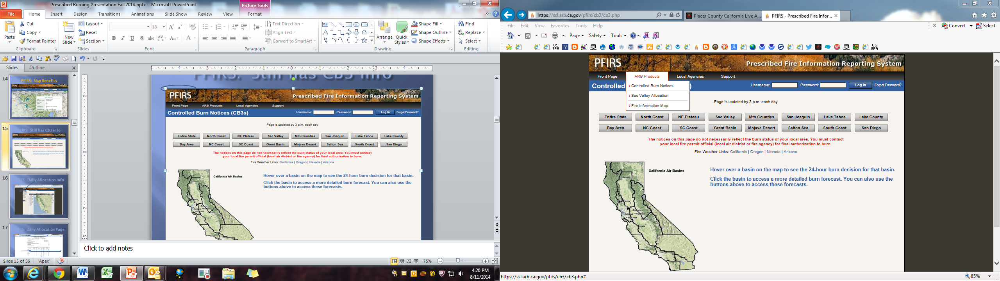 Prescribed Burning Presentation Fall 2014.pptx - Microsoft PowerPoint
Picture Tools
File Home Insert Design Transitions Animations Slide Show Review View Format
Paste
Cut
Copy
Format Painter
Clipboard
New Slide
Layout
Reset
Section
Slides
18
B I U S abc AV Aa A
Font
Text Direction
Align Text
Convert to SmartArt
Paragraph
Arrange
Quick Styles
Shape Fill
Shape Outline
Shape Effects
Drawing
Find
Replace
Select
Editing
Slides Outline
14
PFIRS: Map Benefits
15
PFIRS: Still has CB3 info
16
PFIRS: Daily Allocation Info
17
PFIRS: Daily Allocation Page
PFIRS: Still has CB3 info
PFIRS
Prescribed Fire Information Reporting System
Front Page ARB Products Local Agencies Support
Controlled Burn Notices (CB3s)
Username: Password: Log In Forgot Password?
Page is updated by 3 p.m. each day
Entire State North Coast NE Plateau Sac Valley Mtn Counties San Joaquin Lake Tahoe Lake County
Bay Area NC Coast SC Coast Great Basin Mojave Desert Salton Sea South Coast San Diego
The notices on this page do not necessarily reflect the burn status of your local area. You must contact
your local fire permit official (local air district or fire agency) for final authorization to burn.
Fire Weather Links: California | Oregon | Nevada | Arizona
California Air Basins
Hover over a basin on the map to see the 24-hour burn decision for that basin.
Click the basin to access a more detailed burn forecast. You can also use the
buttons above to access these forecasts.
Click to add notes
Slide 15 of 56 "Apex" 75%
4:20 PM
8/11/2014
https://ssl.arb.ca.gov/pfirs/cb3/cb3.php
Placer County California Live A...
PFIRS - Prescribed Fire Infor...
File Edit View Favorites Tools Help
Convert Select
Page Safety Tools
US EPA
US EPA
PFIRS
Prescribed Fire Information Reporting System
Front Page ARB Products Local Agencies Support
Controlled )
Username: Password: Log In Forgot Password?
Controlled Burn Notices
Sac Valley Allocation
Fire Information Map
Page is updated by 3 p.m. each day
Entire State North Coast NE Plateau Sac Valley Mtn Counties San Joaquin Lake Tahoe Lake County
Bay Area NC Coast SC Coast Great Basin Mojave Desert Salton Sea South Coast San Diego
The notices on this page do not necessarily reflect the burn status of your local area. You must contact
your local fire permit official (local air district or fire agency) for final authorization to burn.
Fire Weather Links: California | Oregon | Nevada | Arizona
California Air Basins
Hover over a basin on the map to see the 24-hour burn decision for that basin.
Click the basin to access a more detailed burn forecast. You can also use the
buttons above to access these forecasts.
Redding
Sacramento
Stockton
Oakland Modesto
San Jose
California
Fresno
https://ssl.arb.ca.gov/pfirs/cb3/cb3.php#
85%